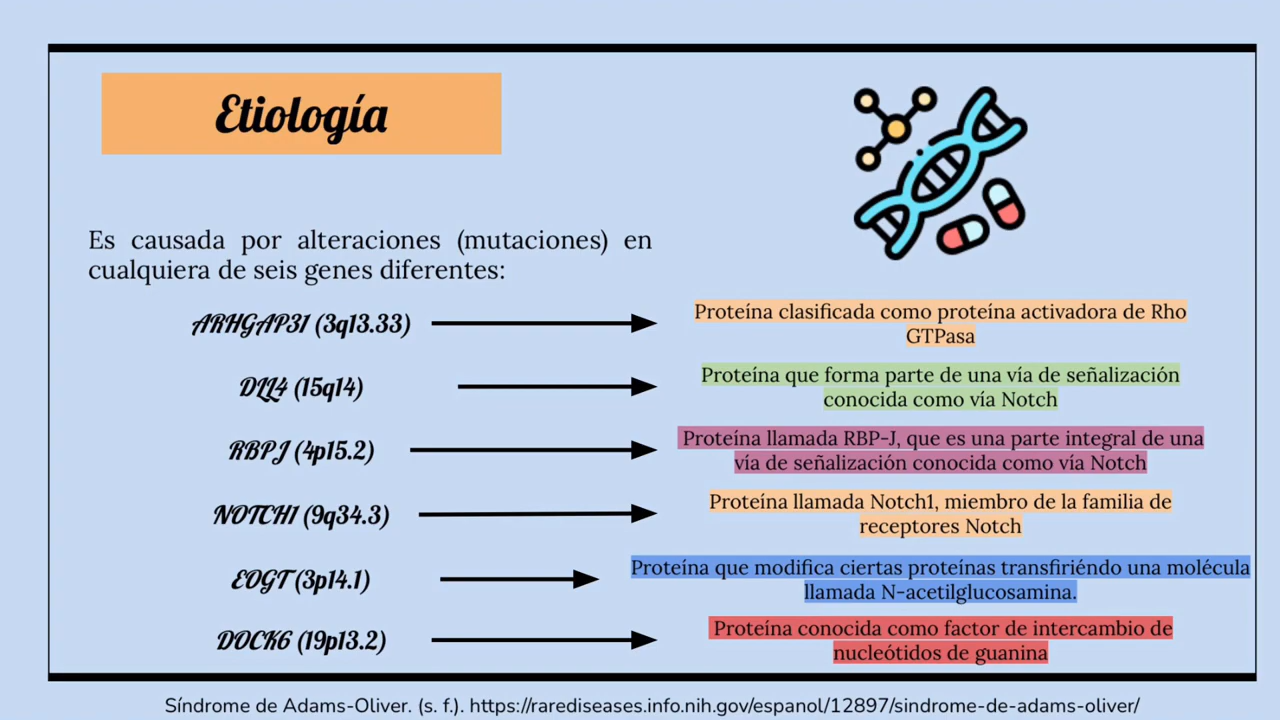 Etiología
Es causada por alteraciones (mutaciones) en
cualquiera de seis genes diferentes:
ARHGAP31 (3q13.33)
Proteína clasificada como proteína activadora de Rho
GTPasa
DLL4 (15q14)
Proteína que forma parte de una vía de señalización
conocida como vía Notch
RBPJ (4p15.2)
Proteína llamada RBP-J, que es una parte integral de una
vía de señalización conocida como vía Notch
NOTCH1 (9q34.3)
Proteína llamada Notch1, miembro de la familia de
receptores Notch
EOGT (3p14.1)
Proteína que modifica ciertas proteínas transfiriéndo una molécula
llamada N-acetilglucosamina.
DOCK6 (19p13.2)
Proteína conocida como factor de intercambio de
nucleótidos de guanina
Síndrome de Adams-Oliver. (s. f.). https://rarediseases.info.nih.gov/espanol/12897/sindrome-de-adams-oliver/